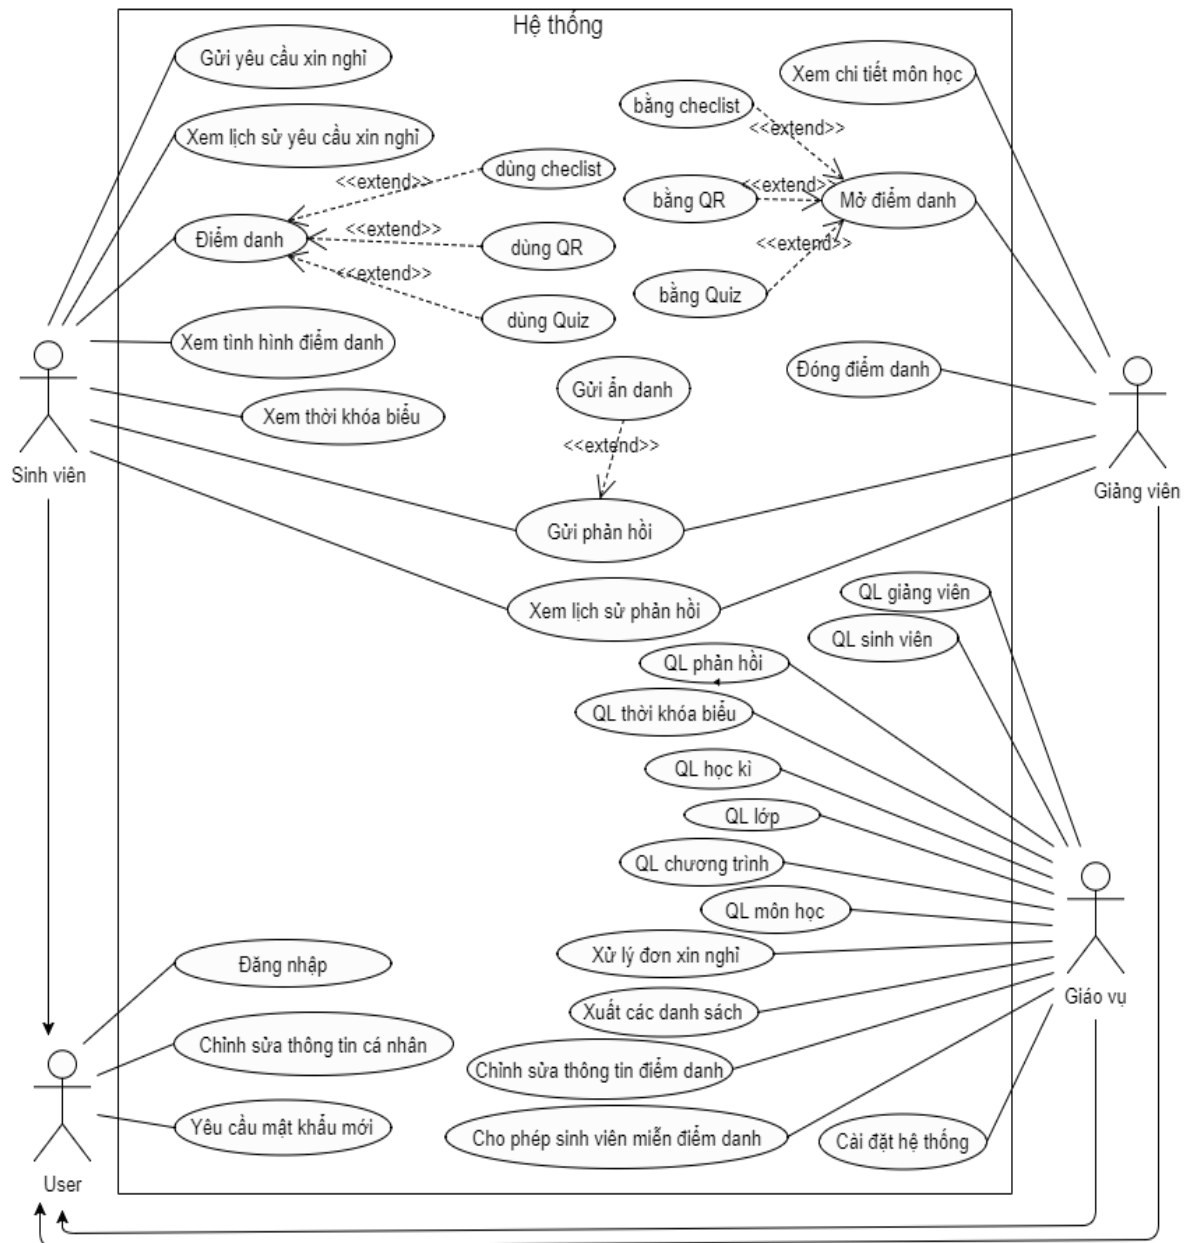 Hệ thống
Gửi yêu cầu xin nghỉ
Xem chi tiết môn học
bằng checlist
<<extend>>
Xem lịch sử yêu cầu xin nghỉ
dùng checlist
<<extend>>
<<extend>>
bằng QR
Mở điểm danh
Điểm danh
<<extend>>
dùng QR
<<extend>>
<<extend>>
bằng Quiz
dùng Quiz
Xem tình hình điểm danh
Đóng điểm danh
Gửi ẩn danh
Xem thời khóa biểu
<<extend>>
Sinh viên
Giảng viên
Gửi phản hồi
QL giảng viên
Xem lịch sử phản hồi
QL sinh viên
QL phản hồi
QL thời khóa biểu
QL học kì
QL lớp
QL chương trình
QL môn học
Xử lý đơn xin nghỉ
Đăng nhập
Giáo vụ
Xuất các danh sách
Chỉnh sửa thông tin cá nhân
Chỉnh sửa thông tin điểm danh
Yêu cầu mật khẩu mới
Cho phép sinh viên miễn điểm danh
Cài đặt hệ thống
User